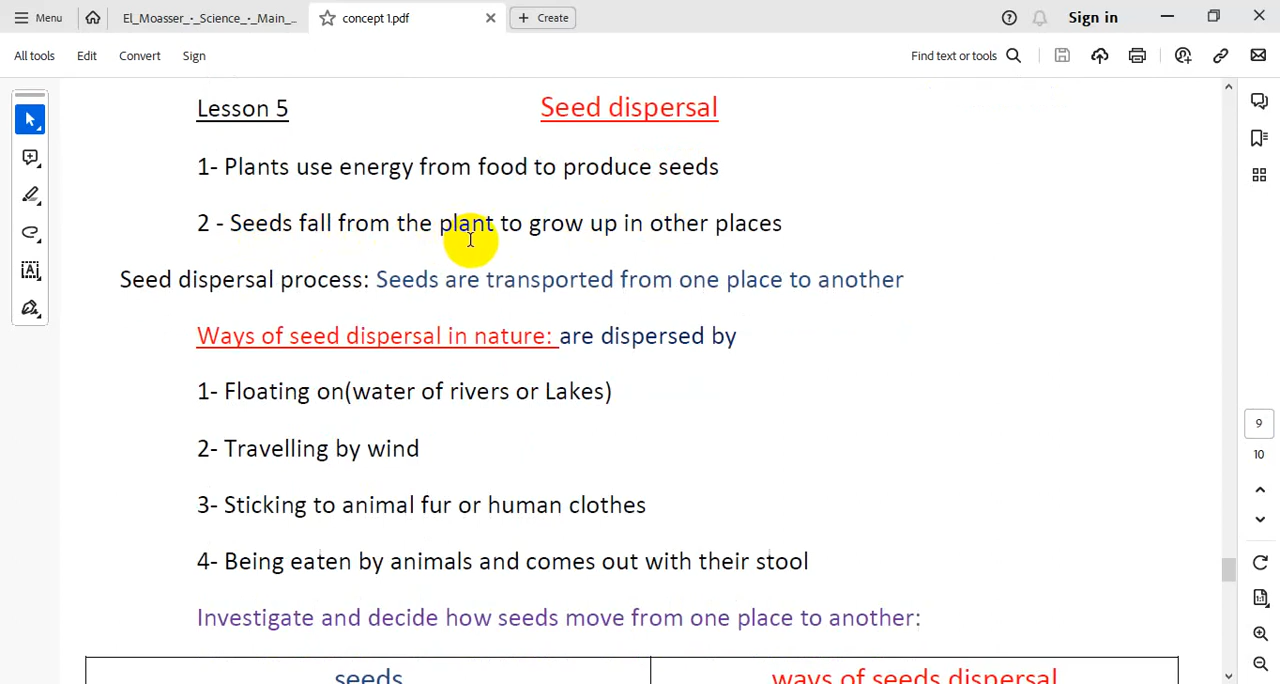 Menu
El_Moasser_-_Science_-_Main_...
concept 1.pdf
Create
Sign in
All tools Edit Convert Sign
Find text or tools
Lesson 5 Seed dispersal
1- Plants use energy from food to produce seeds
2 - Seeds fall from the plant to grow up in other places
Seed dispersal process: Seeds are transported from one place to another
Ways of seed dispersal in nature: are dispersed by
1- Floating on(water of rivers or Lakes)
2- Travelling by wind
3- Sticking to animal fur or human clothes
4- Being eaten by animals and comes out with their stool
Investigate and decide how seeds move from one place to another:
seeds ways of seeds dispersal
9
10